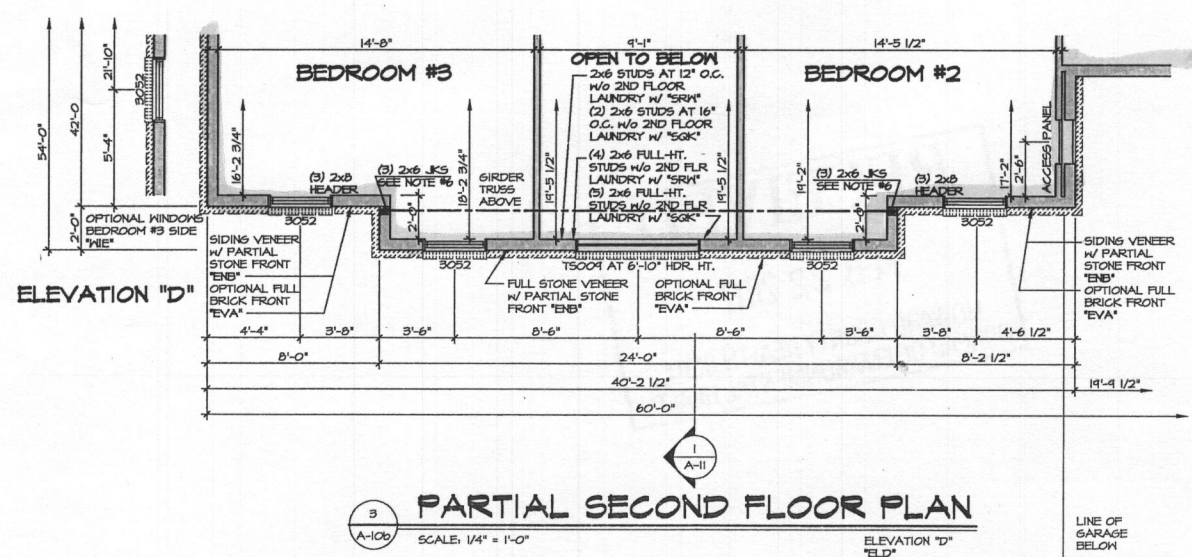 14'-8"
9'-1"
14'-5 1/2"
BEDROOM #3
OPEN TO BELOW
2x6 STUDS AT 12" O.C.
W/o 2ND FLOOR
LAUNDRY W/ "SRW"
(2) 2x6 STUDS AT 16"
O.C. W/o 2ND FLOOR
LAUNDRY W/ "SQK"
(4) 2x6 FULL-HT.
STUDS W/o 2ND FLR
LAUNDRY W/ "SRW"
(5) 2x6 FULL-HT.
STUDS W/o 2ND FLR
LAUNDRY W/ "SQK"
BEDROOM #2
54'-0"
42'-0
21'-10"
5'-4"
2'-0"
3052
16'-2 3/4"
(3) 2x8
HEADER
(3) 2x6 JKS
SEE NOTE #6
2'-0"
18'-2 3/4"
GIRDER
TRUSS
ABOVE
19'-5 1/2"
19'-5 1/2"
19'-2"
(3) 2x6 JKS
SEE NOTE #6
2'-0"
(3) 2x8
HEADER
17'-2"
2'-6"
ACCESS PANEL
OPTIONAL WINDOWS
BEDROOM #3 SIDE
"WIE"
3052
3052
TS009 AT 6'-10" HDR. HT.
3052
3052
SIDING VENEER
W/ PARTIAL
STONE FRONT
"ENB"
OPTIONAL FULL
BRICK FRONT
"EVA"
FULL STONE VENEER
W/ PARTIAL STONE
FRONT "ENB"
OPTIONAL FULL
BRICK FRONT
"EVA"
SIDING VENEER
W/ PARTIAL
STONE FRONT
"ENB"
OPTIONAL FULL
BRICK FRONT
"EVA"
ELEVATION "D"
4'-4"
3'-8"
3'-6"
8'-6"
8'-6"
3'-6"
3'-8"
4'-6 1/2"
8'-0"
24'-0"
8'-2 1/2"
40'-2 1/2"
19'-9 1/2"
60'-0"
1
A-11
3
A-10b
PARTIAL SECOND FLOOR PLAN
SCALE: 1/4" = 1'-0"
ELEVATION "D"
"ELD"
LINE OF
GARAGE
BELOW